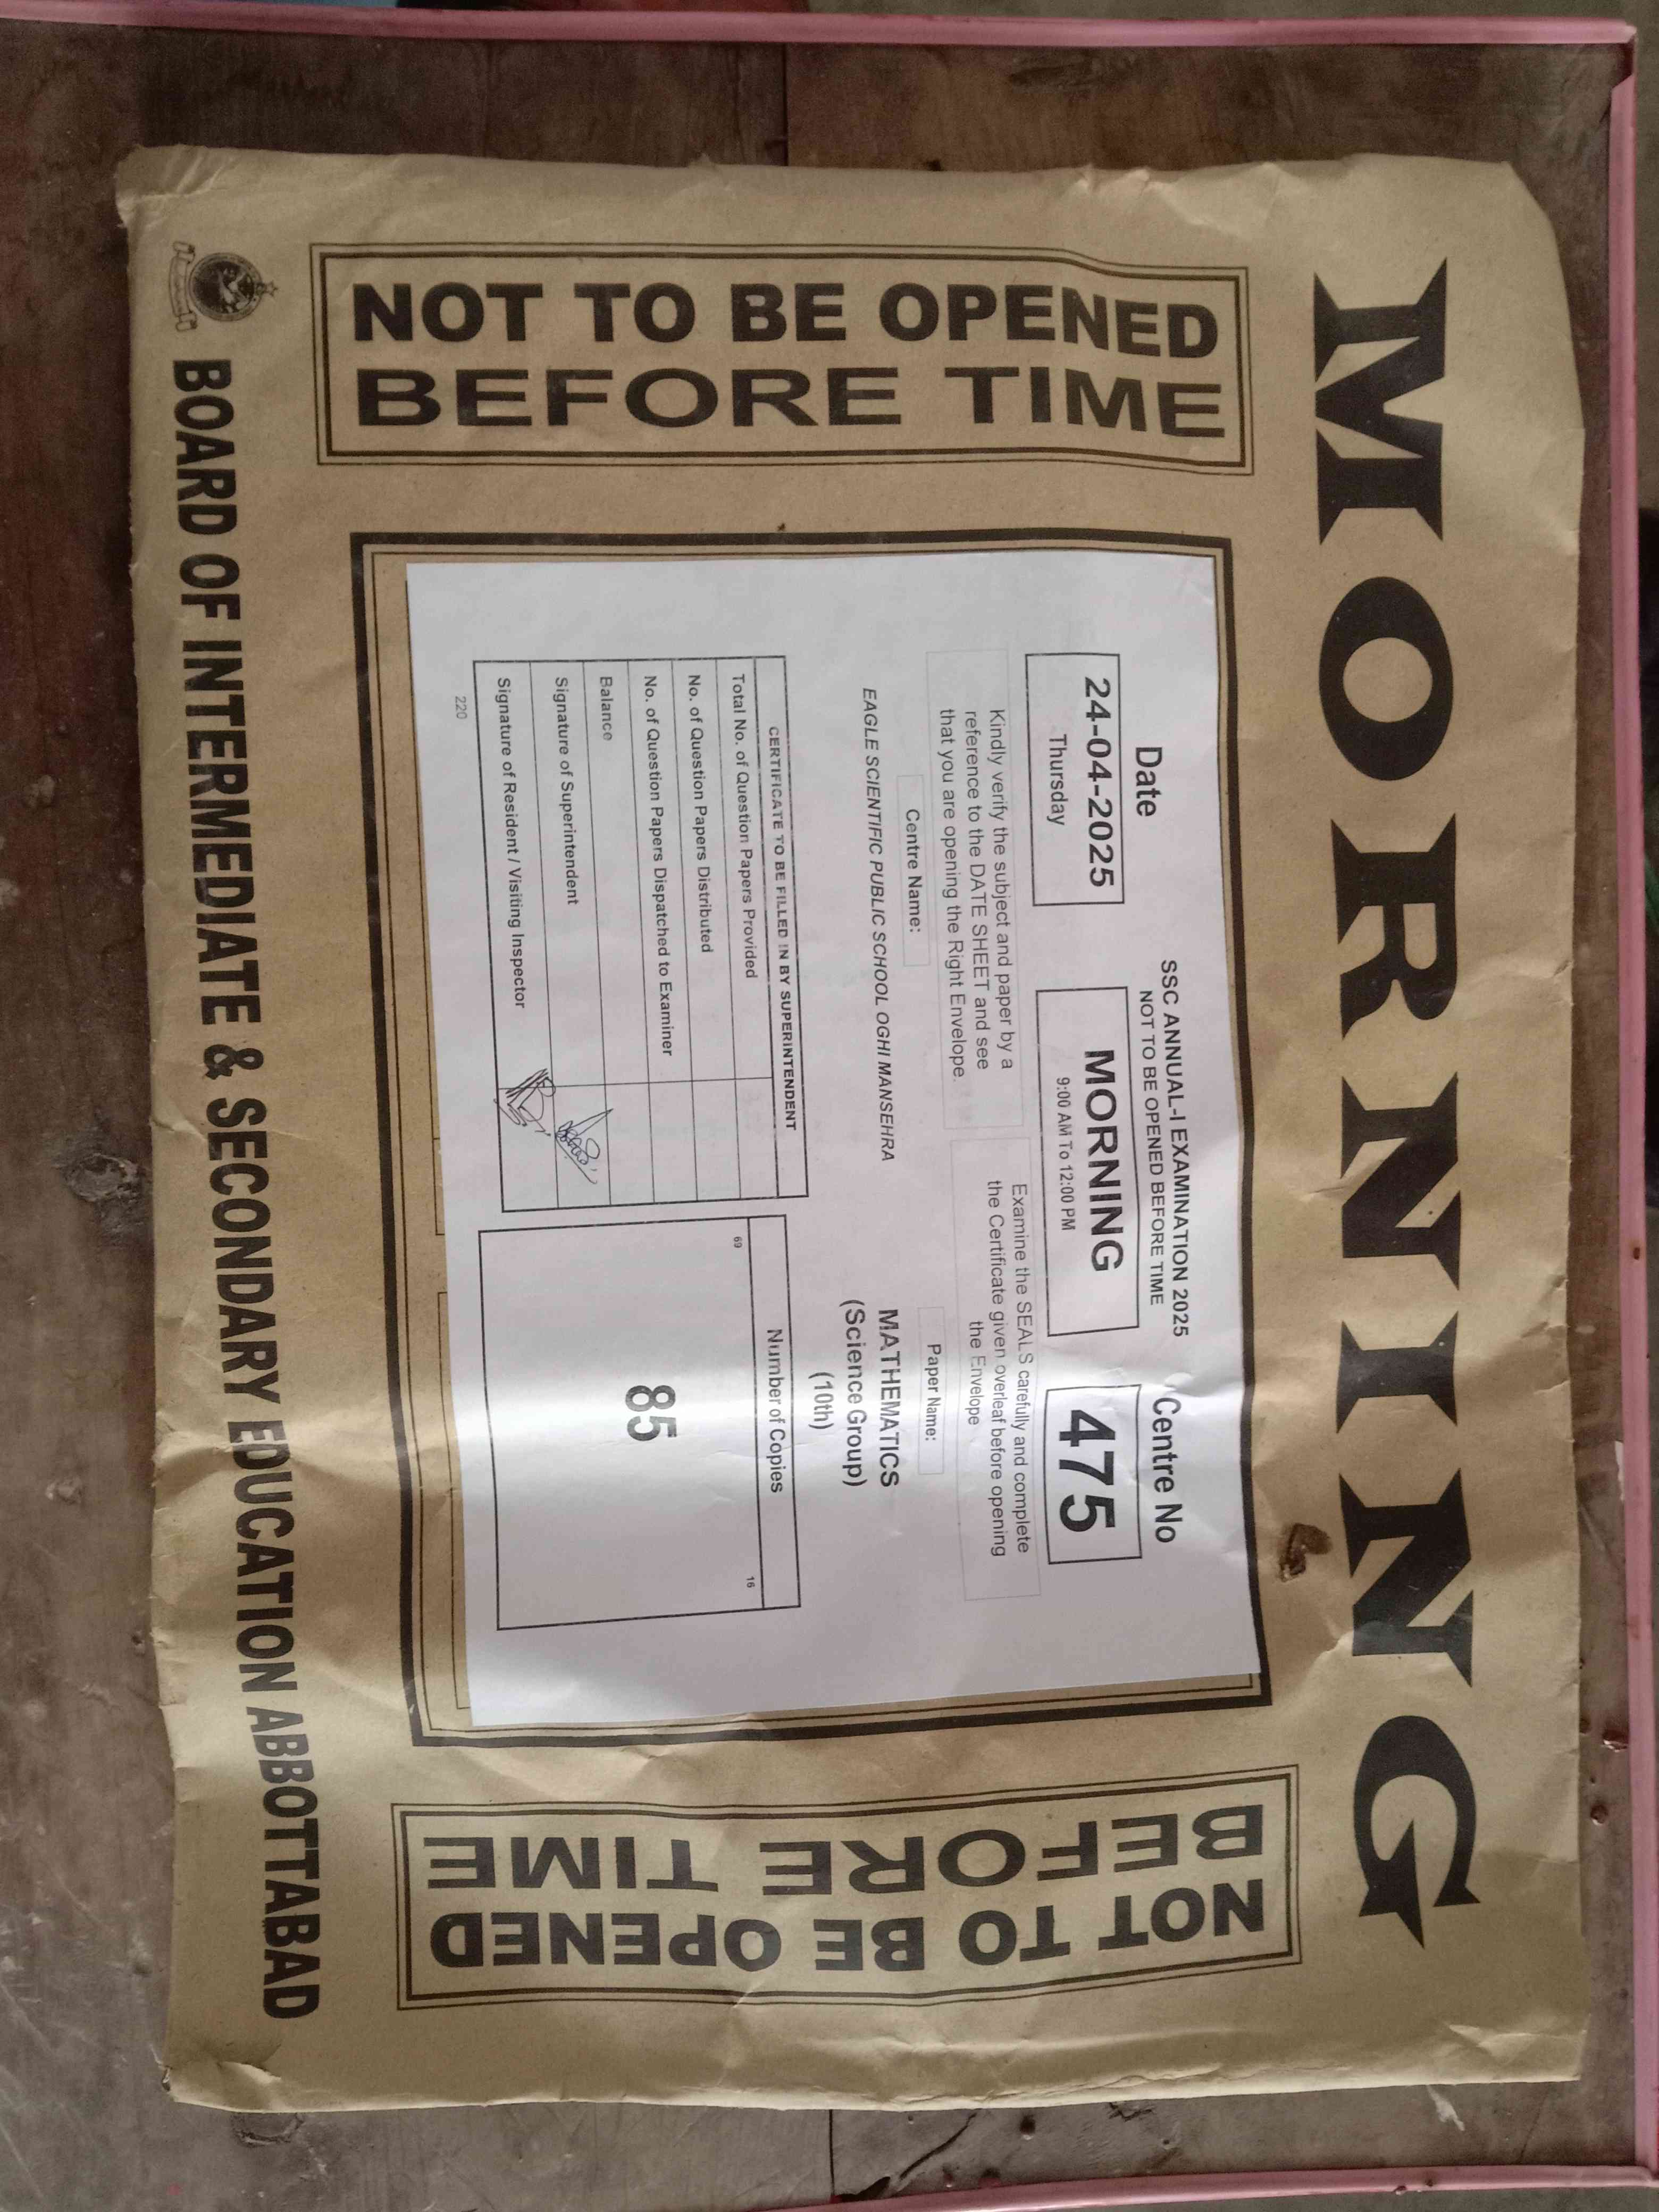 MORNING
NOT TO BE OPENED
BEFORE TIME
SSC ANNUAL-I EXAMINATION 2025
NOT TO BE OPENED BEFORE TIME
Date
24-04-2025
Thursday
MORNING
9:00 AM To 12:00 PM
Centre No
475
Kindly verify the subject and paper by a
reference to the DATE SHEET and see
that you are opening the Right Envelope.
Examine the SEALS carefully and complete
the Certificate given overleaf before opening
the Envelope
Centre Name:
EAGLE SCIENTIFIC PUBLIC SCHOOL OGHI MANSEHRA
Paper Name:
MATHEMATICS
(Science Group)
(10th)
CERTIFICATE TO BE FILLED IN BY SUPERINTENDENT
Total No. of Question Papers Provided
No. of Question Papers Distributed
No. of Question Papers Dispatched to Examiner
Balance
Signature of Superintendent
Signature of Resident / Visiting Inspector
220
Number of Copies
69
16
85
NOT TO BE OPENED
BEFORE TIME
BOARD OF INTERMEDIATE & SECONDARY EDUCATION ABBOTTABAD